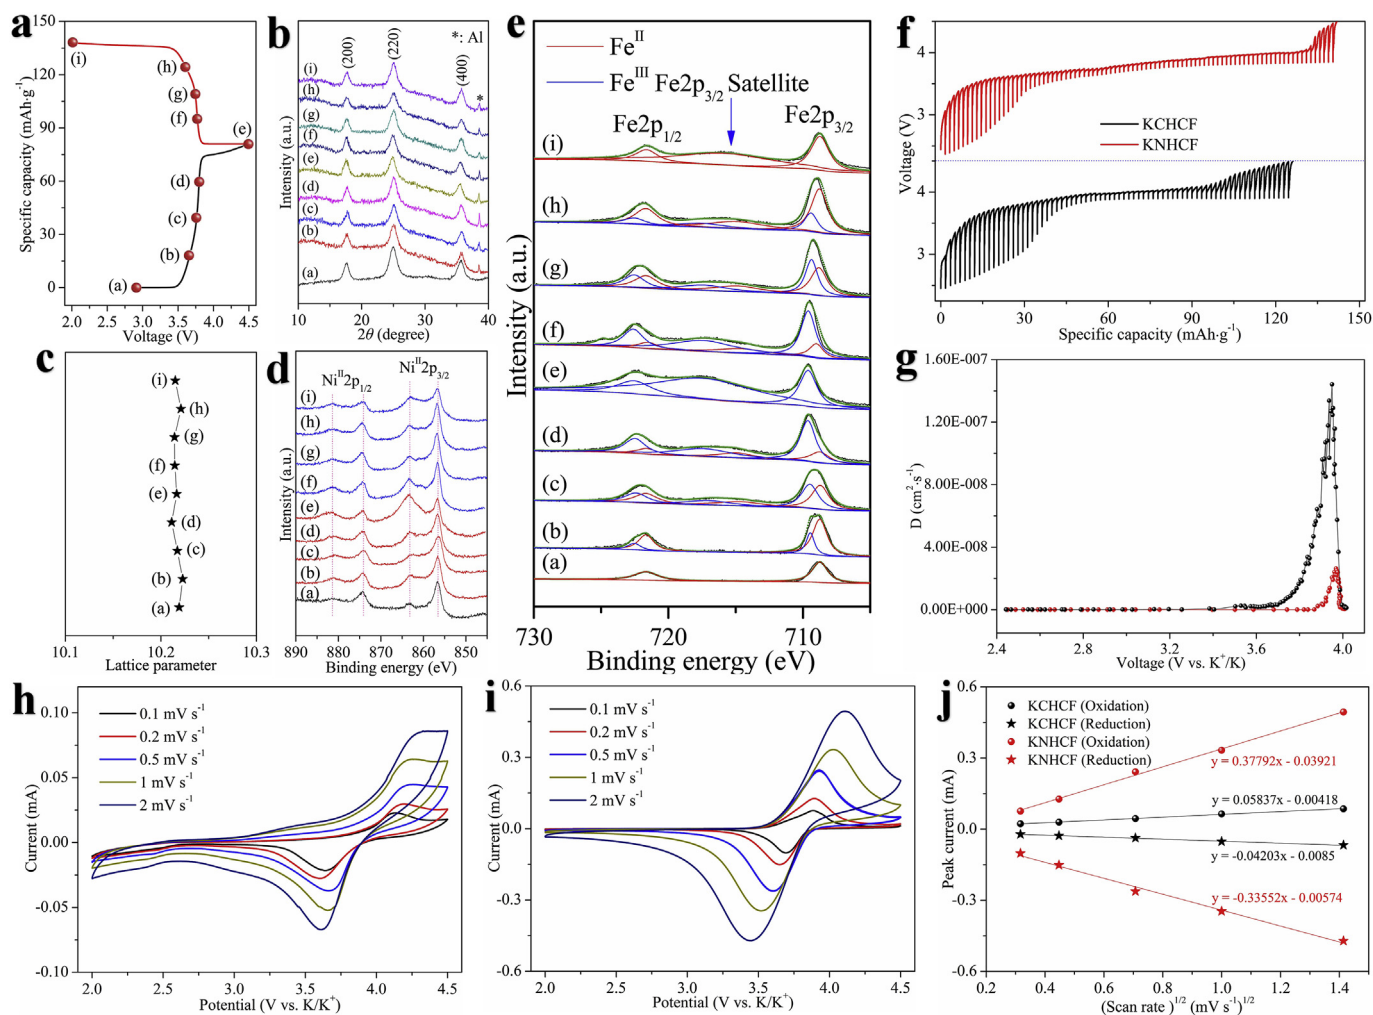 a
150
120
90
60
30
0
Specific capacity (mAh·g⁻¹)
(i)
(h)
(g)
(f)
(e)
(d)
(c)
(b)
(a)
2.0 2.5 3.0 3.5 4.0 4.5
Voltage (V)
b
*: Al
(200)
(220)
(400)
*
Intensity (a.u.)
(i)
(h)
(g)
(f)
(e)
(d)
(c)
(b)
(a)
10 20 30 40
2θ (degree)
c
(i)
(h)
(g)
(f)
(e)
(d)
(c)
(b)
(a)
10.1 10.2 10.3
Lattice parameter
d
Ni^II 2p1/2
Ni^II 2p3/2
Intensity (a.u.)
(i)
(h)
(g)
(f)
(e)
(d)
(c)
(b)
(a)
890 880 870 860 850
Binding energy (eV)
e
Fe^II
Fe^III Fe2p3/2 Satellite
Fe2p1/2
Fe2p3/2
Intensity (a.u.)
(i)
(h)
(g)
(f)
(e)
(d)
(c)
(b)
(a)
730 720 710
Binding energy (eV)
f
4
3
4
3
Voltage (V)
KCHCF
KNHCF
0 30 60 90 120 150
Specific capacity (mAh·g⁻¹)
g
1.60E-007
1.20E-007
8.00E-008
4.00E-008
0.00E+000
D (cm²·s⁻¹)
2.4 2.8 3.2 3.6 4.0
Voltage (V vs. K⁺/K)
h
0.10
0.05
0.00
-0.05
-0.10
Current (mA)
0.1 mV s⁻¹
0.2 mV s⁻¹
0.5 mV s⁻¹
1 mV s⁻¹
2 mV s⁻¹
2.0 2.5 3.0 3.5 4.0 4.5
Potential (V vs. K/K⁺)
i
0.6
0.3
0.0
-0.3
-0.6
Current (mA)
0.1 mV s⁻¹
0.2 mV s⁻¹
0.5 mV s⁻¹
1 mV s⁻¹
2 mV s⁻¹
2.0 2.5 3.0 3.5 4.0 4.5
Potential (V vs. K/K⁺)
j
0.6
0.3
0.0
-0.3
-0.6
Peak current (mA)
KCHCF (Oxidation)
KCHCF (Reduction)
KNHCF (Oxidation)
KNHCF (Reduction)
y = 0.37792x - 0.03921
y = 0.05837x - 0.00418
y = -0.04203x - 0.0085
y = -0.33552x - 0.00574
0.2 0.4 0.6 0.8 1.0 1.2 1.4
(Scan rate )^1/2 (mV s⁻¹)^1/2